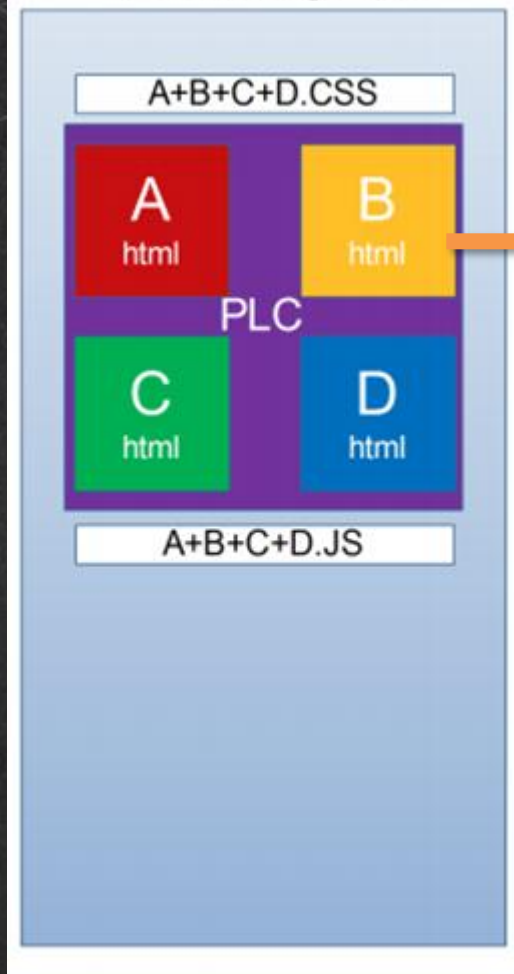 A+B+C+D.CSS
A B
html html
PLC
C D
html html
A+B+C+D.JS